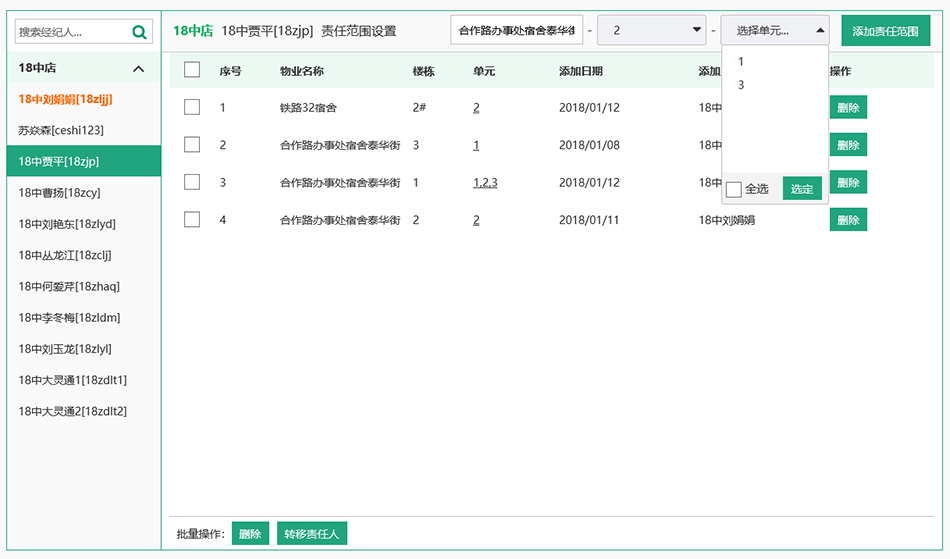 搜索经纪人...
18中店
18中刘娟娟[18zljj]
苏焱森[ceshi123]
18中贾平[18zjp]
18中曹扬[18zcy]
18中刘艳东[18zlyd]
18中丛龙江[18zclj]
18中何爱芹[18zhaq]
18中李冬梅[18zldm]
18中刘玉龙[18zlyl]
18中大灵通1[18zdlt1]
18中大灵通2[18zdlt2]
18中店 18中贾平[18zjp] 责任范围设置 合作路办事处宿舍泰华街 - 2 - 选择单元... 添加责任范围
序号 物业名称 楼栋 单元 添加日期 添加 操作
1 铁路32宿舍 2# 2 2018/01/12 18中 删除
2 合作路办事处宿舍泰华街 3 1 2018/01/08 18中 删除
3 合作路办事处宿舍泰华街 1 1,2,3 2018/01/12 18中 删除
4 合作路办事处宿舍泰华街 2 2 2018/01/11 18中刘娟娟 删除
1
3
全选 选定
批量操作: 删除 转移责任人